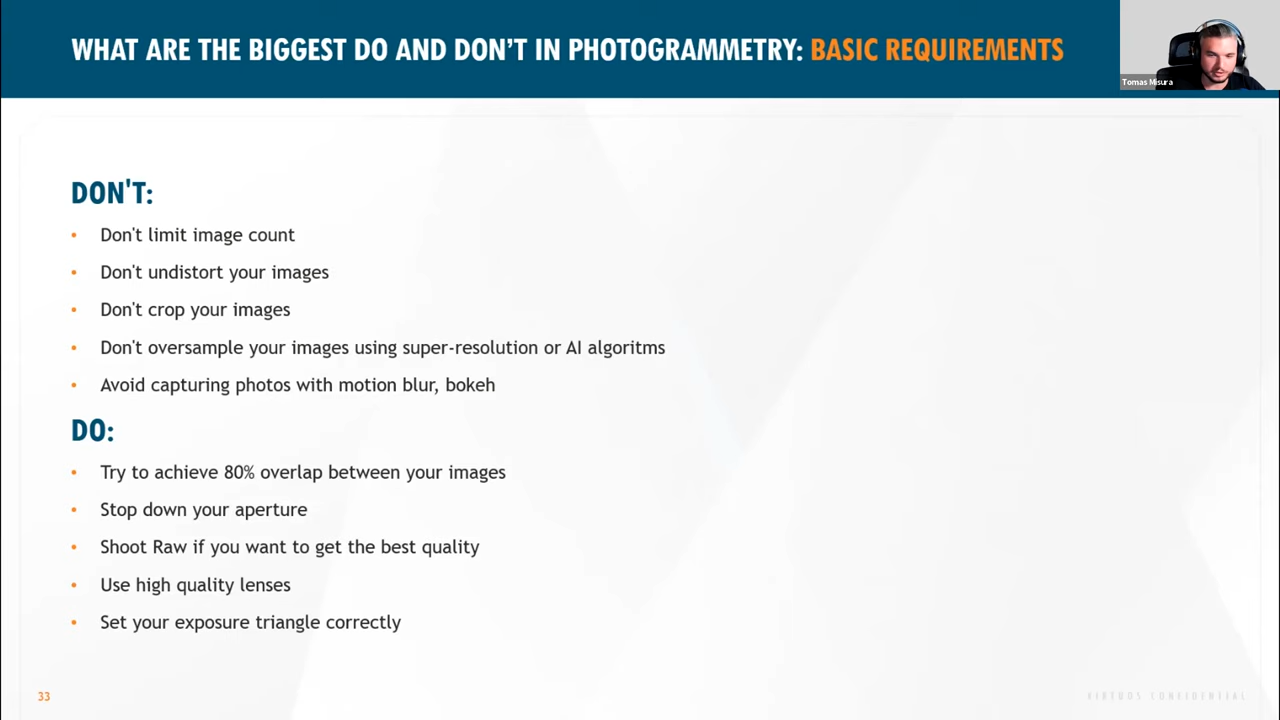 WHAT ARE THE BIGGEST DO AND DON'T IN PHOTOGRAMMETRY: BASIC REQUIREMENTS
Tomas Misura
DON'T:
• Don't limit image count
• Don't undistort your images
• Don't crop your images
• Don't oversample your images using super-resolution or AI algoritms
• Avoid capturing photos with motion blur, bokeh
DO:
• Try to achieve 80% overlap between your images
• Stop down your aperture
• Shoot Raw if you want to get the best quality
• Use high quality lenses
• Set your exposure triangle correctly
33
VIRTUOS CONFIDENTIAL